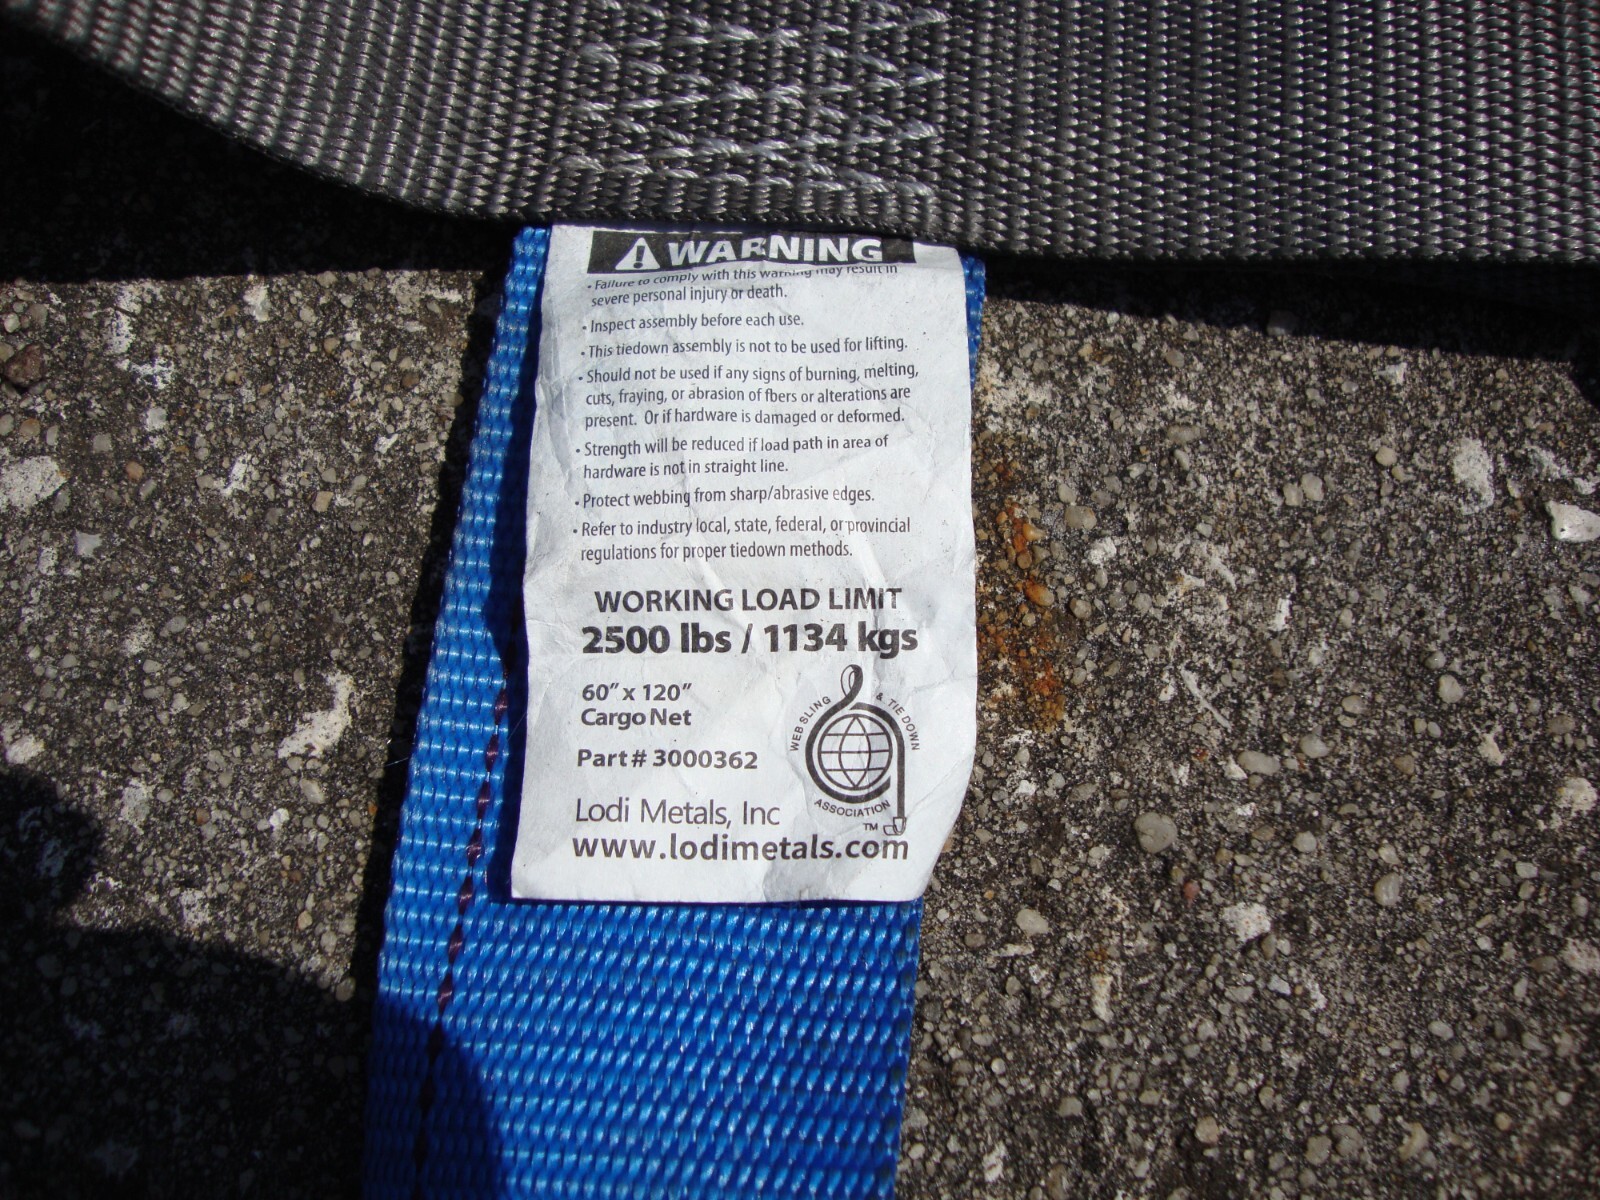 WARNING
• Failure to comply with this warning may result in
severe personal injury or death.
• Inspect assembly before each use.
• This tiedown assembly is not to be used for lifting.
• Should not be used if any signs of burning, melting,
cuts, fraying, or abrasion of fbers or alterations are
present. Or if hardware is damaged or deformed.
• Strength will be reduced if load path in area of
hardware is not in straight line.
• Protect webbing from sharp/abrasive edges.
• Refer to industry local, state, federal, or provincial
regulations for proper tiedown methods.
WORKING LOAD LIMIT
2500 lbs / 1134 kgs
60” x 120”
Cargo Net
Part# 3000362
WEB SLING & TIE DOWN
ASSOCIATION
TM
Lodi Metals, Inc
www.lodimetals.com